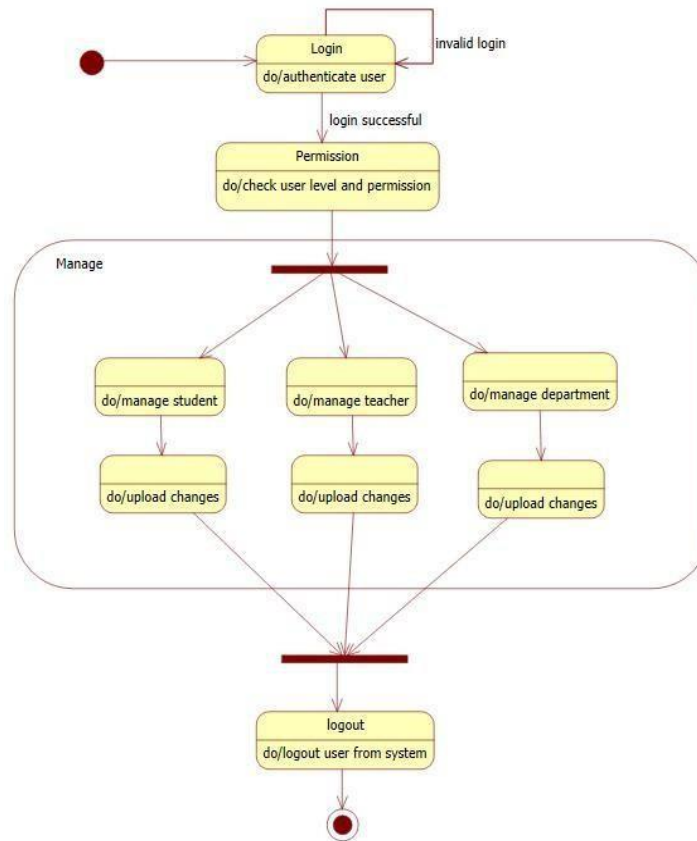 Login
invalid login
do/authenticate user
login successful
Permission
do/check user level and permission
Manage
do/manage student
do/manage teacher
do/manage department
do/upload changes
do/upload changes
do/upload changes
logout
do/logout user from system